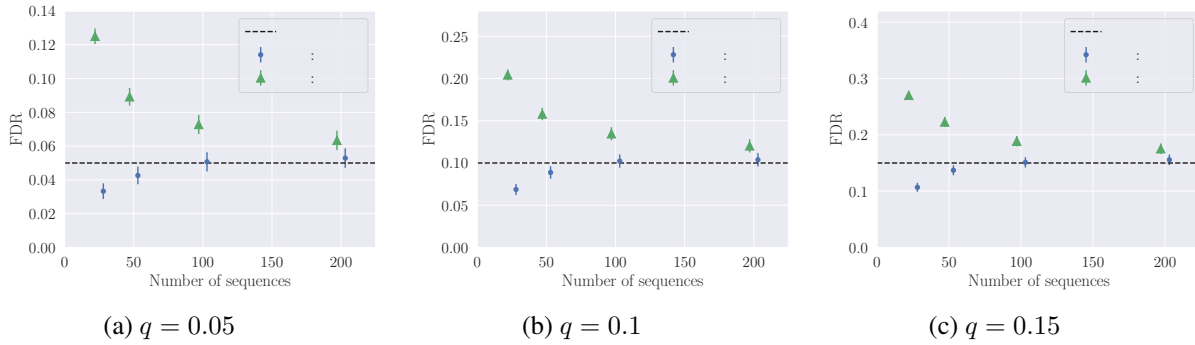 0.14
0.12
0.10
0.08
0.06
0.04
0.02
0.00
FDR
0 50 100 150 200
Number of sequences
:
:
(a) q = 0.05
0.25
0.20
0.15
0.10
0.05
0.00
FDR
0 50 100 150 200
Number of sequences
:
:
(b) q = 0.1
0.4
0.3
0.2
0.1
0.0
FDR
0 50 100 150 200
Number of sequences
:
:
(c) q = 0.15